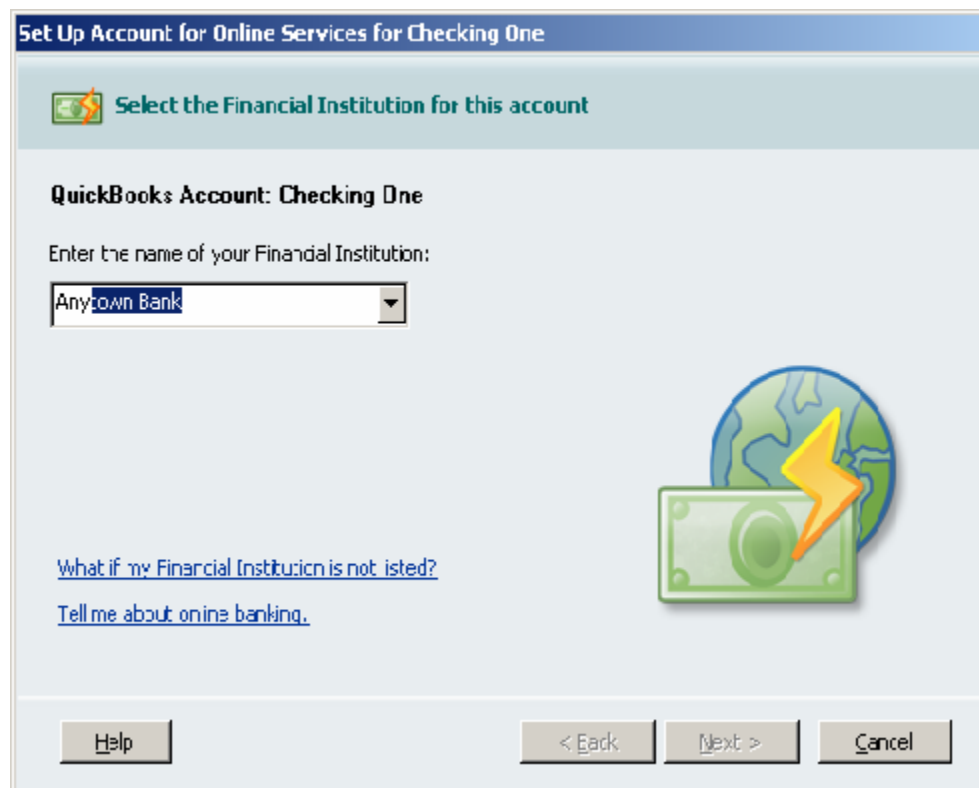 Set Up Account for Online Services for Checking One
Select the Financial Institution for this account
QuickBooks Account: Checking One
Enter the name of your Financial Institution:
Anytown Bank
What if my Financial Institution is not listed?
Tell me about online banking.
Help
< Back
Next >
Cancel